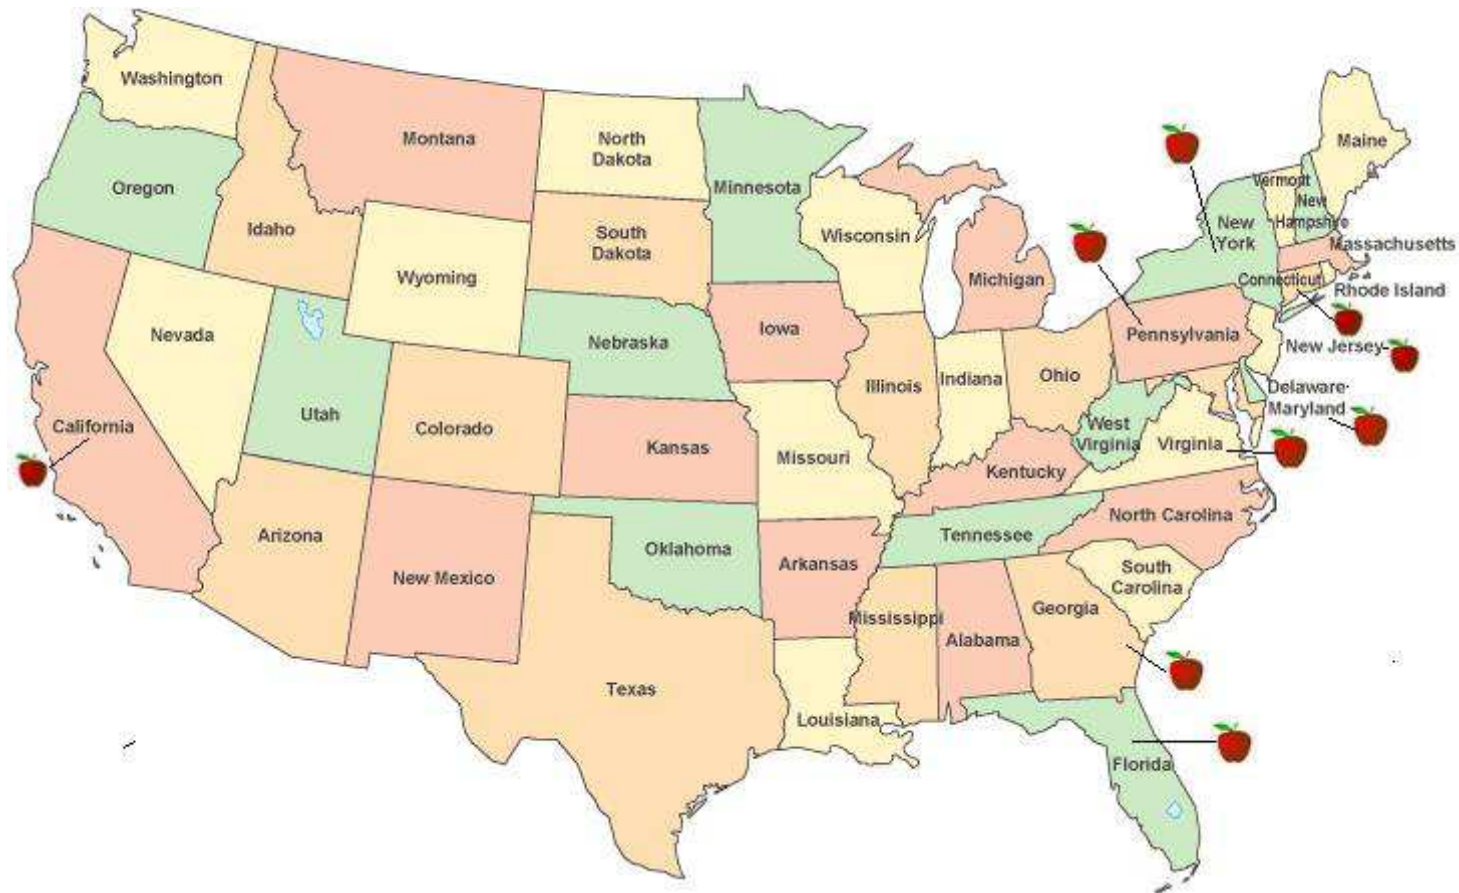 Washington
Montana
North
Dakota
Minnesota
Maine
Oregon
Idaho
Wyoming
South
Dakota
Wisconsin
Michigan
Vermont
New
Hampshire
New
York
Massachusetts
Connecticut
Rhode Island
Nevada
Utah
Colorado
Nebraska
Iowa
Illinois
Indiana
Ohio
Pennsylvania
New Jersey
Delaware
Maryland
California
Kansas
Missouri
Kentucky
West
Virginia
Virginia
Arizona
New Mexico
Oklahoma
Arkansas
Tennessee
North Carolina
South
Carolina
Texas
Louisiana
Mississippi
Alabama
Georgia
Florida